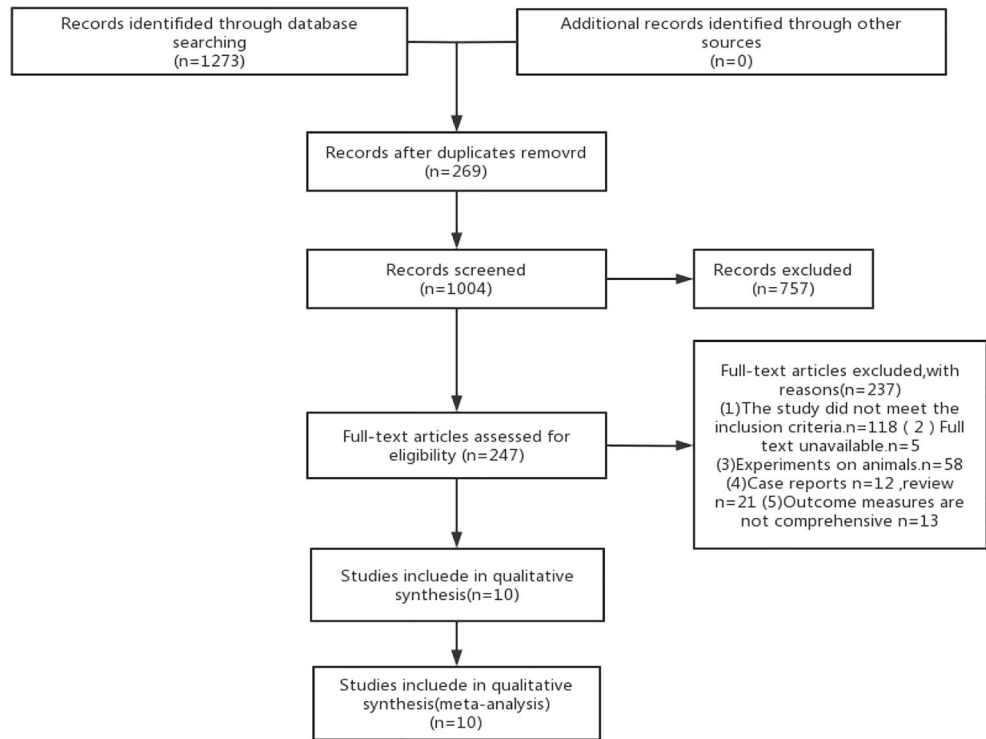 Records identifided through database
searching
(n=1273)
Additional records identified through other
sources
(n=0)
Records after duplicates removrd
(n=269)
Records screened
(n=1004)
Records excluded
(n=757)
Full-text articles assessed for
eligibility (n=247)
Full-text articles excluded,with
reasons(n=237)
(1)The study did not meet the
inclusion criteria.n=118 ( 2 ) Full
text unavailable.n=5
(3)Experiments on animals.n=58
(4)Case reports n=12 ,review
n=21 (5)Outcome measures are
not comprehensive n=13
Studies incluede in qualitative
synthesis(n=10)
Studies incluede in qualitative
synthesis(meta-analysis)
(n=10)